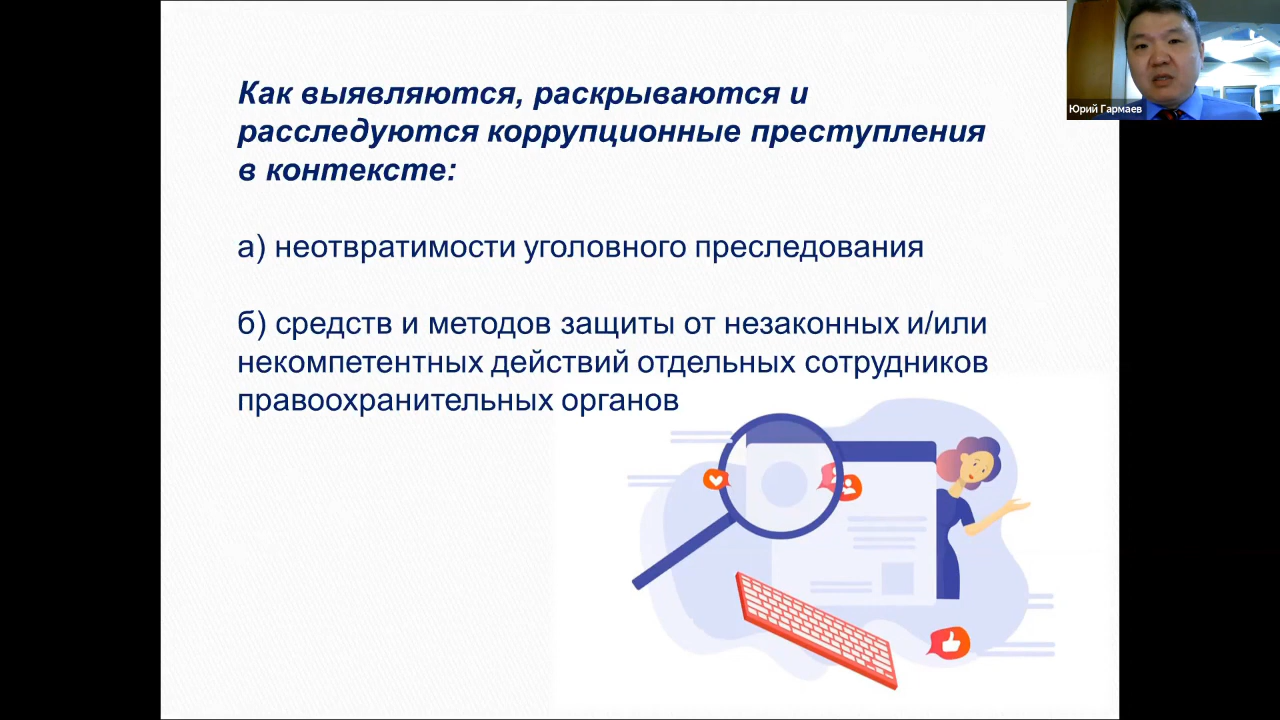 Как выявляются, раскрываются и
расследуются коррупционные преступления
в контексте:
а) неотвратимости уголовного преследования
б) средств и методов защиты от незаконных и/или
некомпетентных действий отдельных сотрудников
правоохранительных органов
Юрий Гармаев